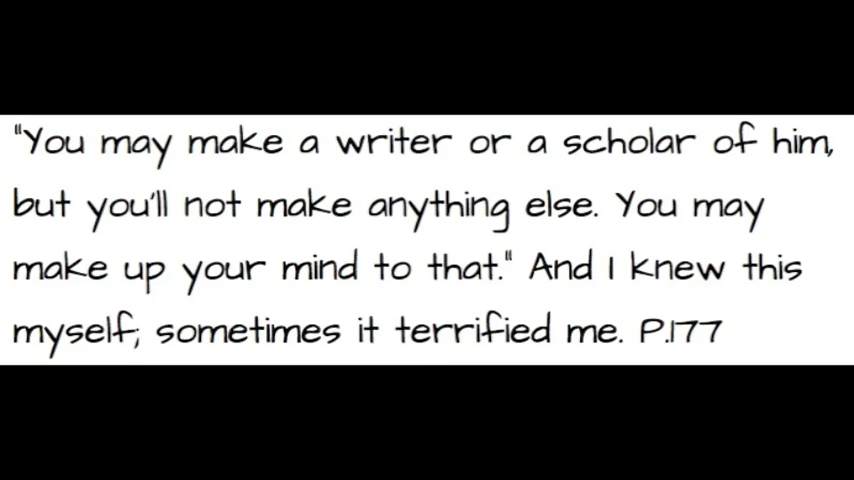 "You may make a writer or a scholar of him,
but you'll not make anything else. You may
make up your mind to that." And I knew this
myself; sometimes it terrified me. P.177